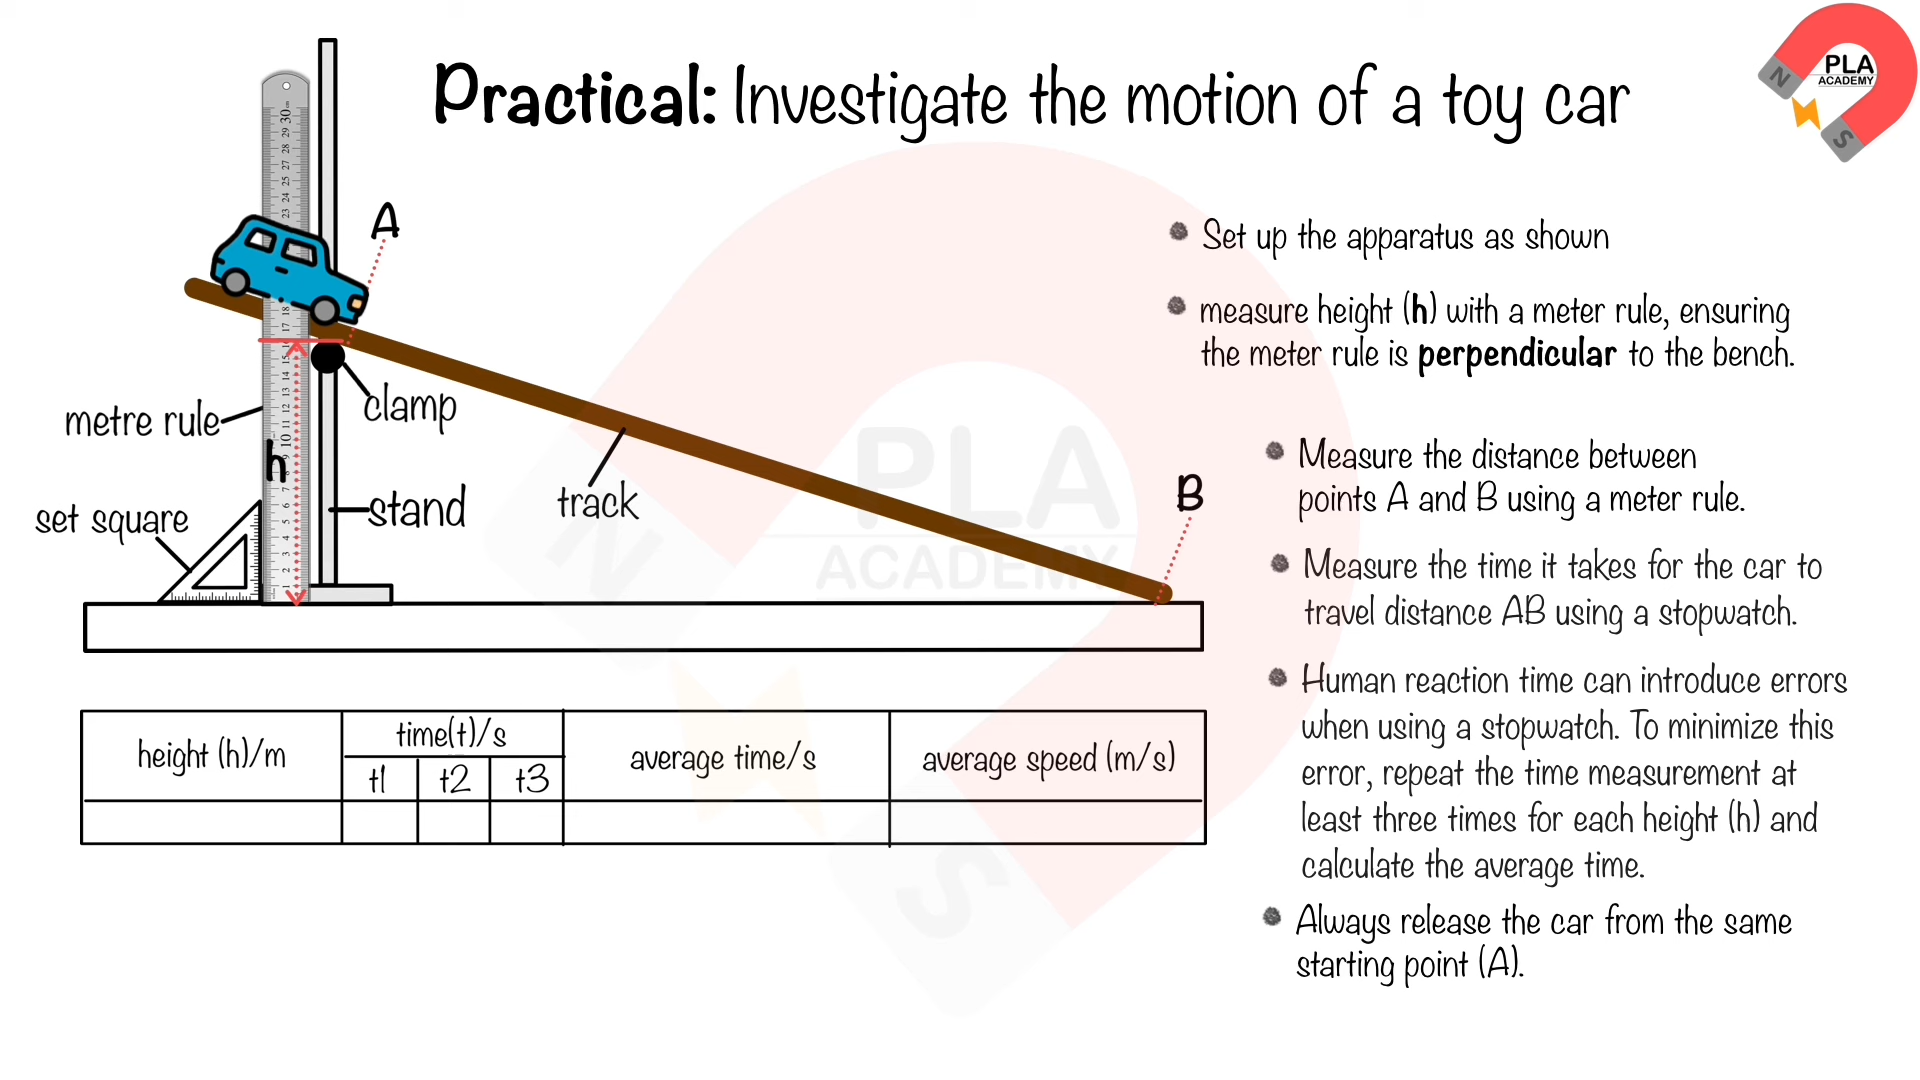 Practical: Investigate the motion of a toy car
PLA
ACADEMY
N
S
A
metre rule
clamp
h
set square
stand
track
B
Set up the apparatus as shown
measure height (h) with a meter rule, ensuring
the meter rule is perpendicular to the bench.
Measure the distance between
points A and B using a meter rule.
Measure the time it takes for the car to
travel distance AB using a stopwatch.
Human reaction time can introduce errors
when using a stopwatch. To minimize this
error, repeat the time measurement at
least three times for each height (h) and
calculate the average time.
Always release the car from the same
starting point (A).
height (h)/m
time(t)/s
t1 t2 t3
average time/s
average speed (m/s)
PLA
ACADEMY
N
S